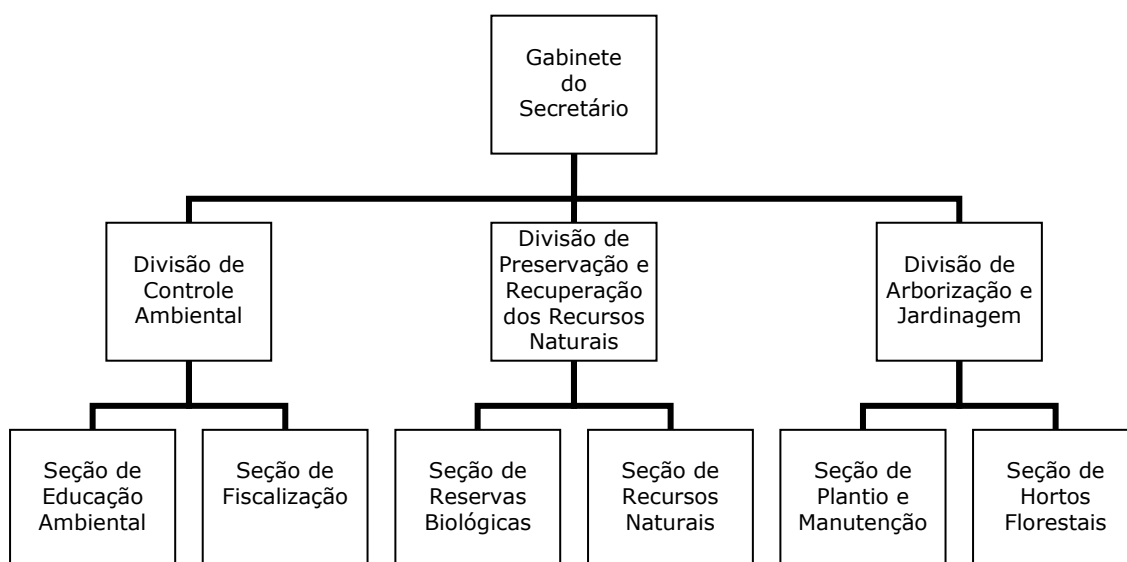 Gabinete
do
Secretário
Divisão de
Controle
Ambiental
Divisão de
Preservação e
Recuperação
dos Recursos
Naturais
Divisão de
Arborização e
Jardinagem
Seção de
Educação
Ambiental
Seção de
Fiscalização
Seção de
Reservas
Biológicas
Seção de
Recursos
Naturais
Seção de
Plantio e
Manutenção
Seção de
Hortos
Florestais